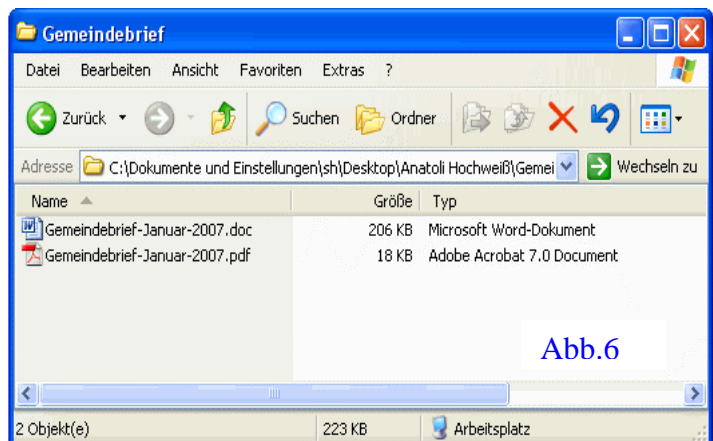 Gemeindebrief
Datei Bearbeiten Ansicht Favoriten Extras ?
Zurück Suchen Ordner
Adresse C:\Dokumente und Einstellungen\sh\Desktop\Anatoli Hochweiß\Gemei Wechseln zu
Name Größe Typ
Gemeindebrief-Januar-2007.doc 206 KB Microsoft Word-Dokument
Gemeindebrief-Januar-2007.pdf 18 KB Adobe Acrobat 7.0 Document
Abb.6
2 Objekt(e) 223 KB Arbeitsplatz